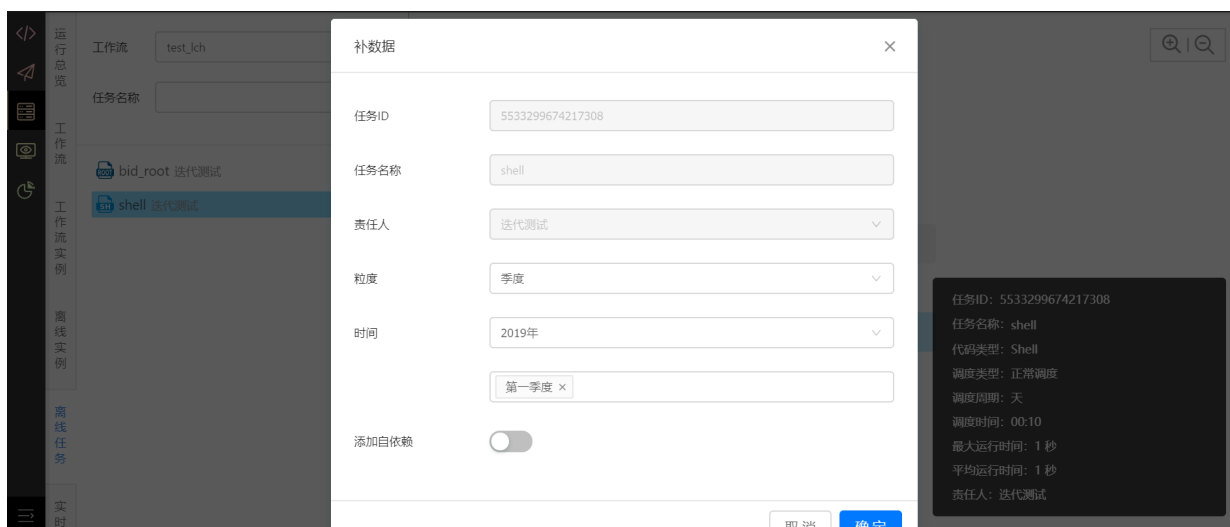 运行总览
工作流
工作流实例
离线实例
离线任务
实时
工作流 test_lch
任务名称
bid_root 迭代测试
shell 迭代测试
补数据
任务ID 5533299674217308
任务名称 shell
责任人 迭代测试
粒度 季度
时间 2019年
第一季度 ×
添加自依赖
取 消 确 定
任务ID: 5533299674217308
任务名称: shell
代码类型: Shell
调度类型: 正常调度
调度周期: 天
调度时间: 00:10
最大运行时间: 1 秒
平均运行时间: 1 秒
责任人: 迭代测试